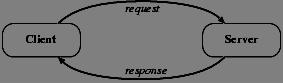 request
Client
Server
response